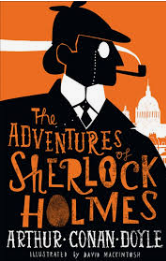 The
ADVENTURES
of
SHERLOCK
HOLMES
ARTHUR·CONAN·DOYLE
ILLUSTRATED by DAVID MACKINTOSH